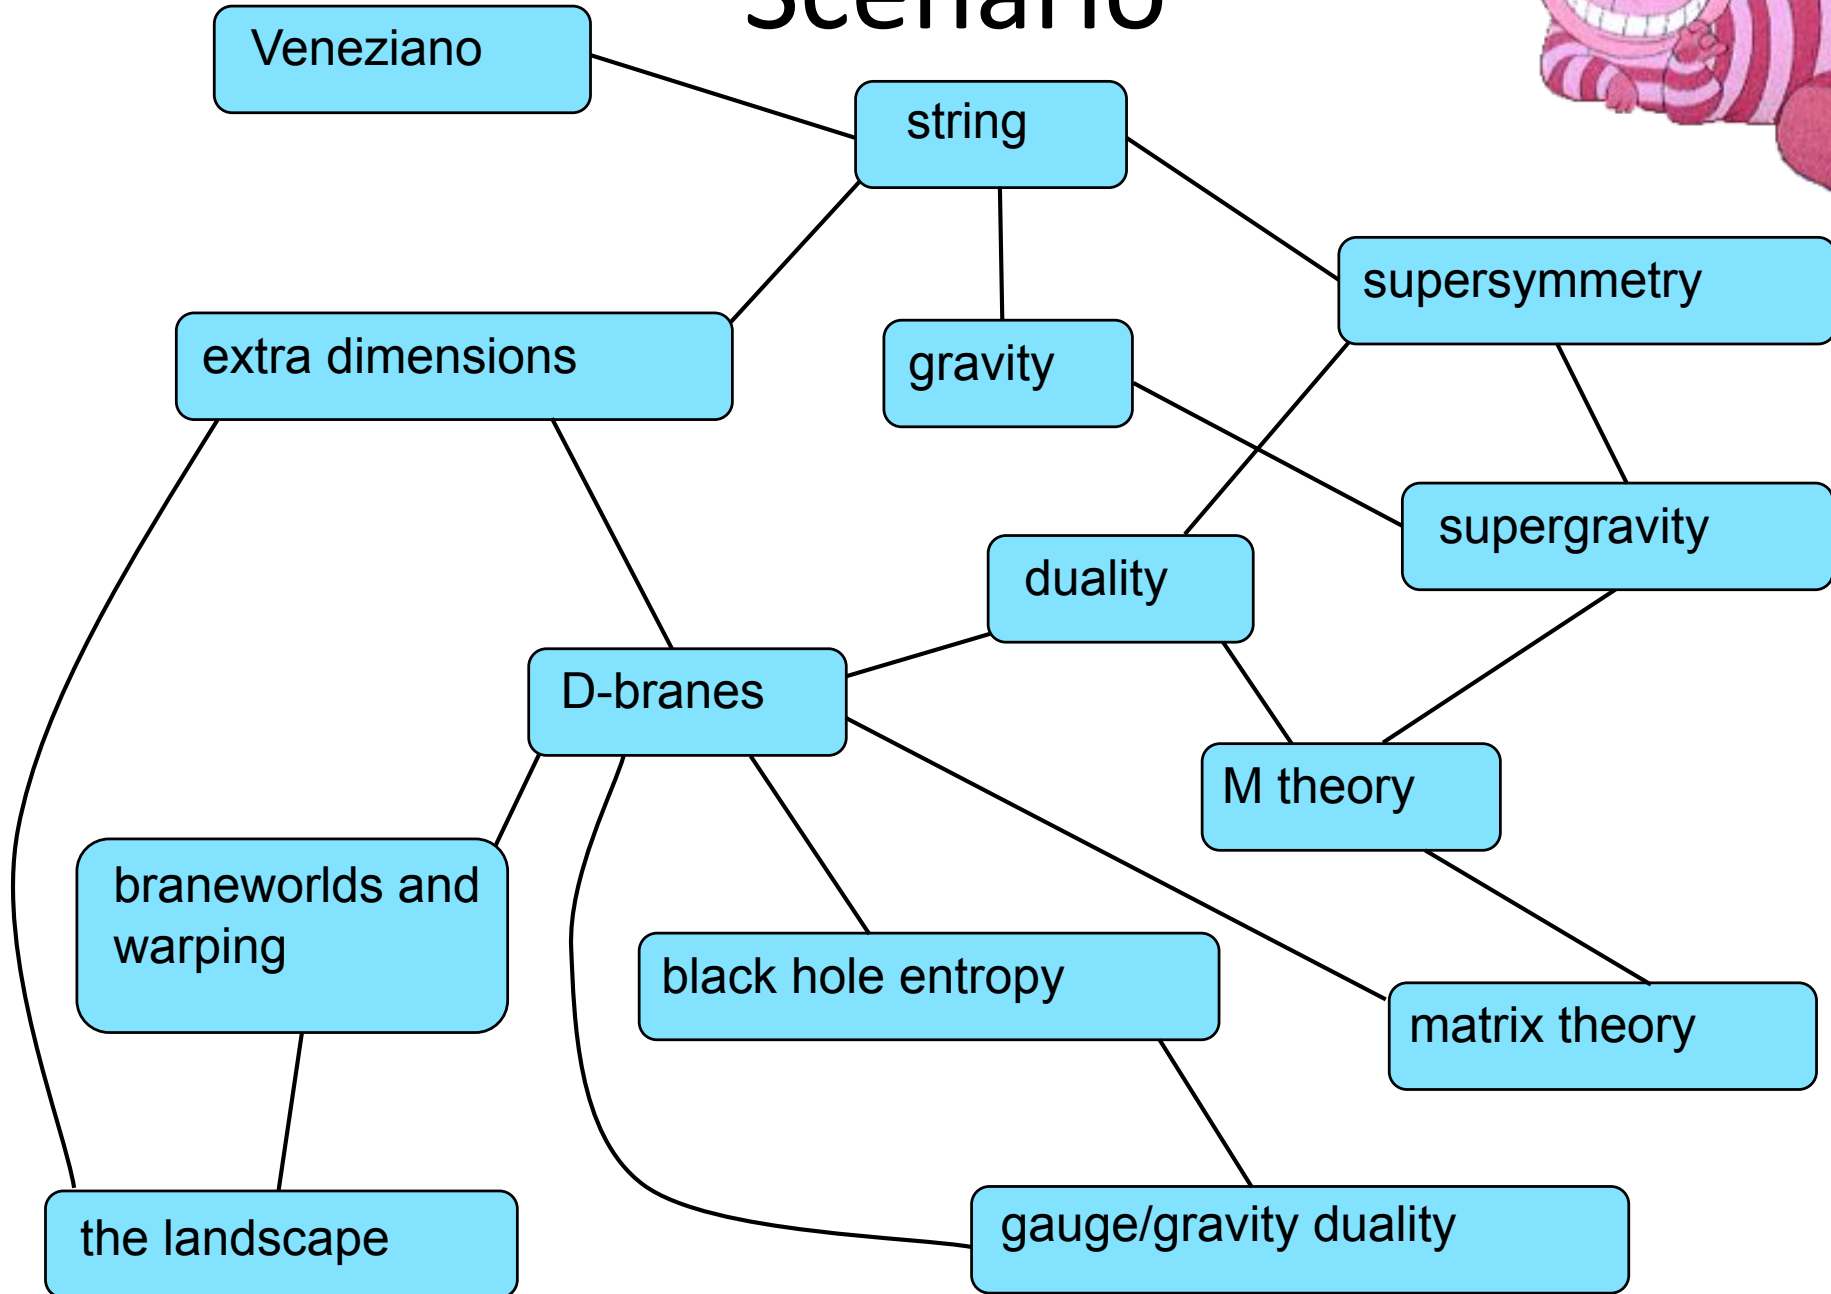 Scenario
Veneziano
string
supersymmetry
extra dimensions
gravity
supergravity
duality
D-branes
M theory
braneworlds and
warping
black hole entropy
matrix theory
the landscape
gauge/gravity duality